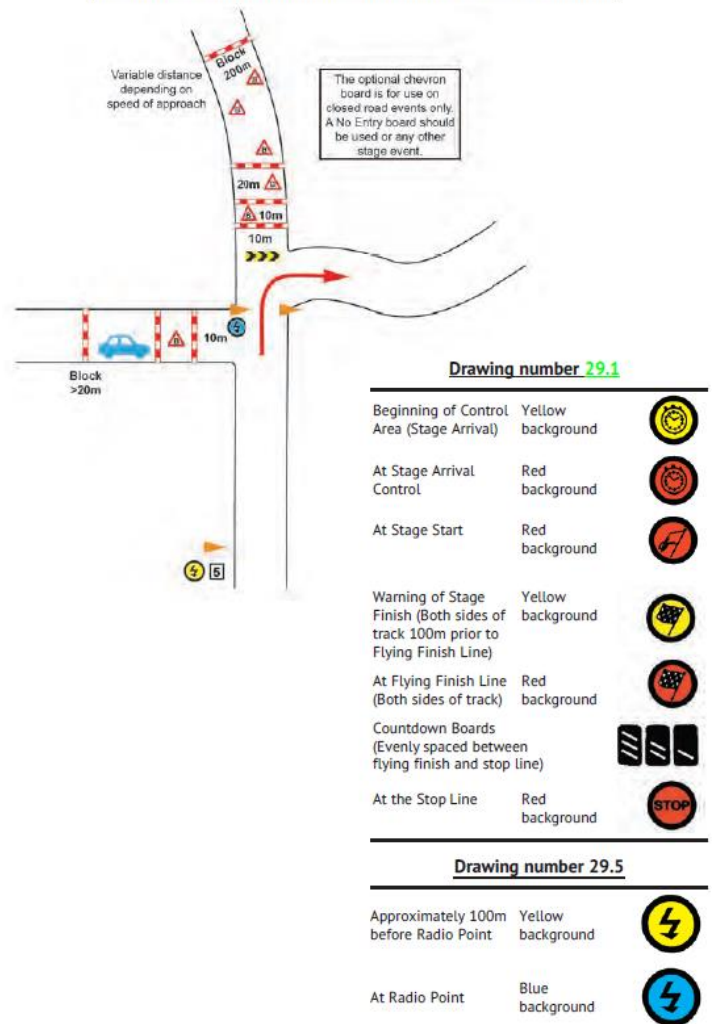 Block
200m
Variable distance
depending on
speed of approach
The optional chevron
board is for use on
closed road events only.
A No Entry board should
be used or any other
stage event.
20m
10m
10m
10m
Block
>20m
5
Drawing number 29.1
Beginning of Control Yellow
Area (Stage Arrival) background
At Stage Arrival Red
Control background
At Stage Start Red
background
Warning of Stage Yellow
Finish (Both sides of background
track 100m prior to
Flying Finish Line)
At Flying Finish Line Red
(Both sides of track) background
Countdown Boards
(Evenly spaced between
flying finish and stop line)
At the Stop Line Red
background
STOP
Drawing number 29.5
Approximately 100m Yellow
before Radio Point background
At Radio Point Blue
background